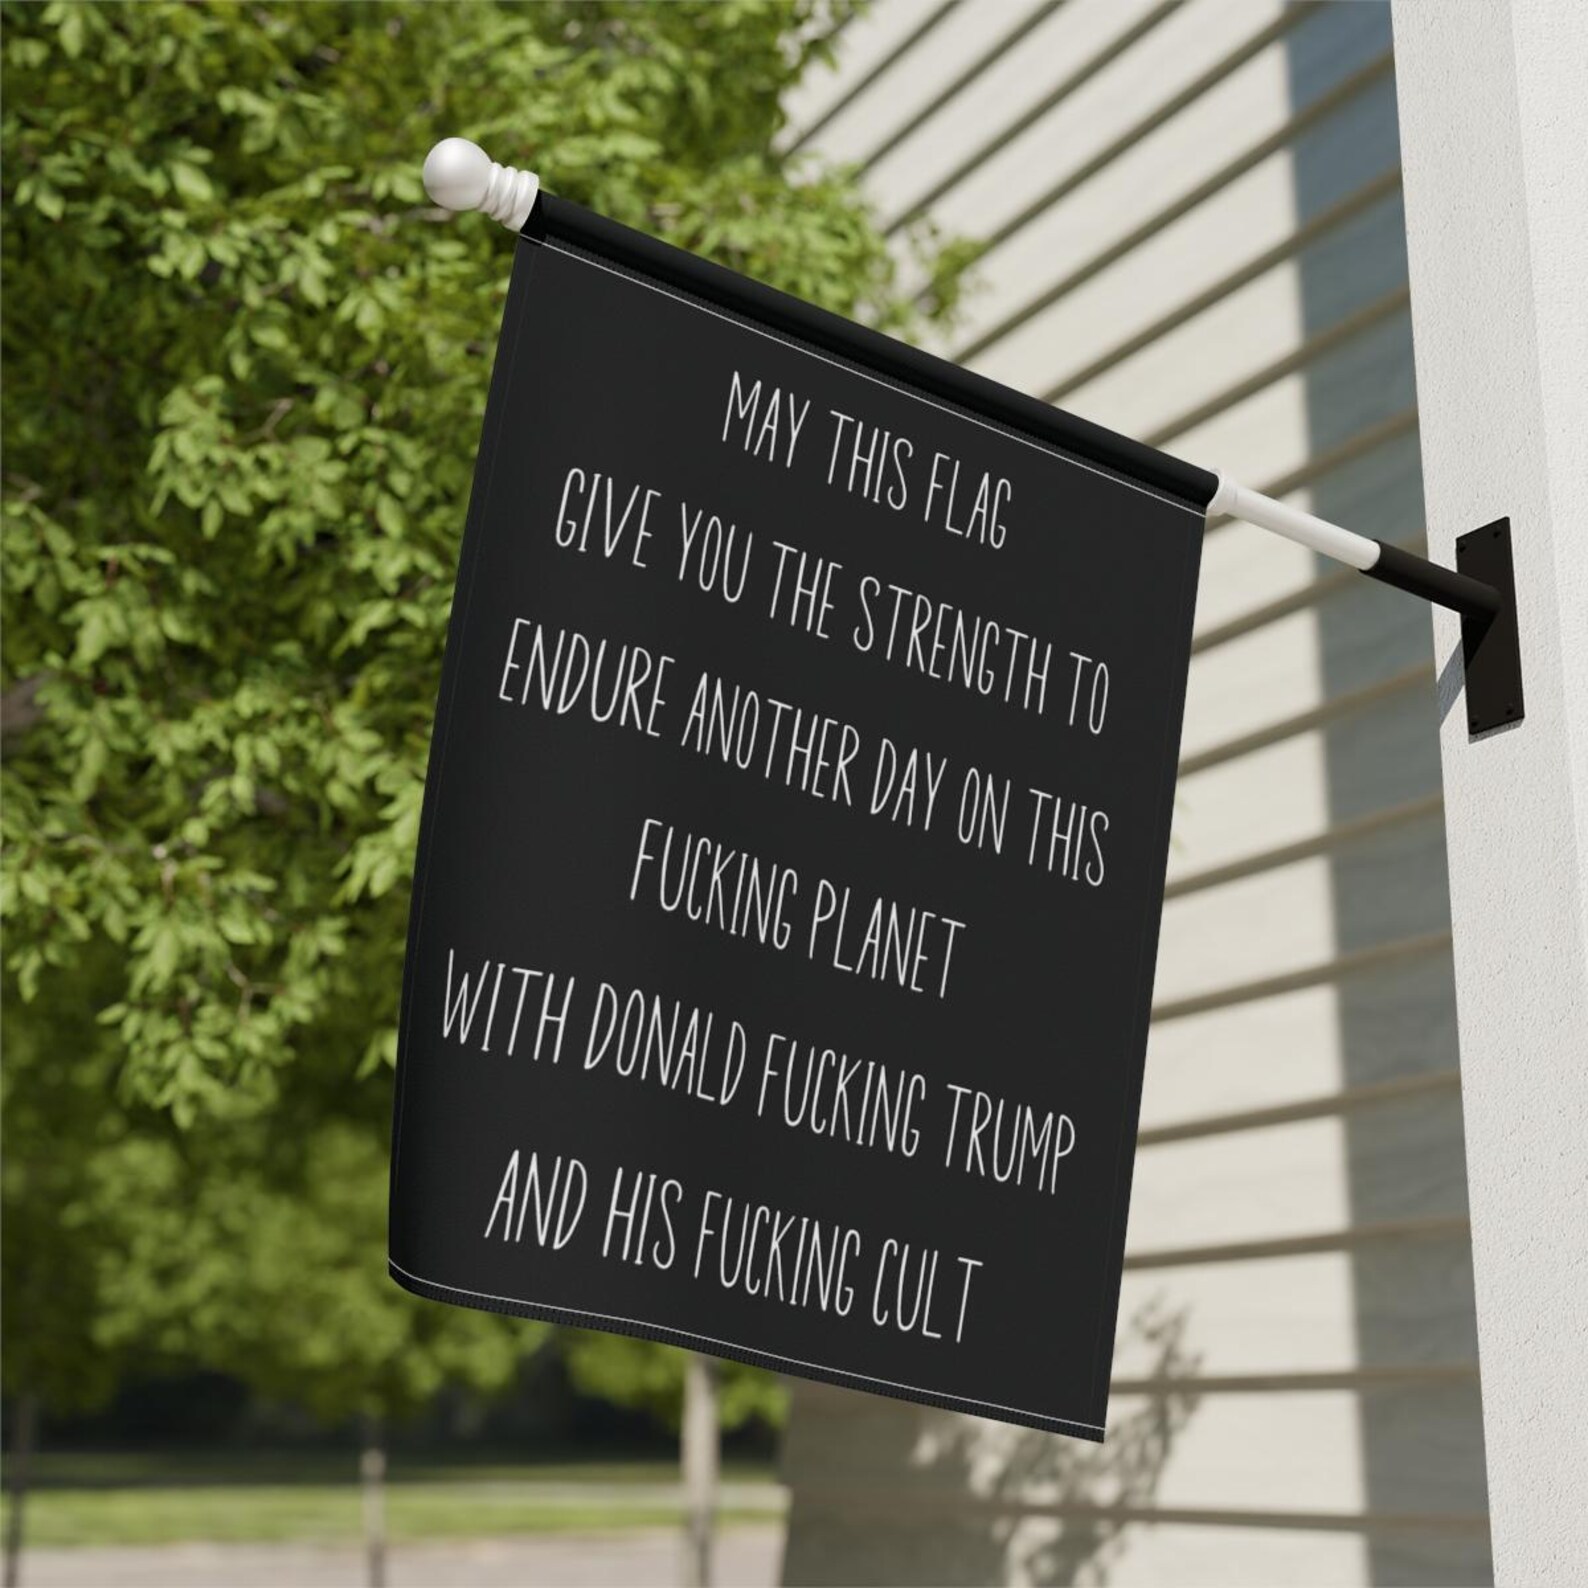 MAY THIS FLAG
GIVE YOU THE STRENGTH TO
ENDURE ANOTHER DAY ON THIS
FUCKING PLANET
WITH DONALD FUCKING TRUMP
AND HIS FUCKING CULT